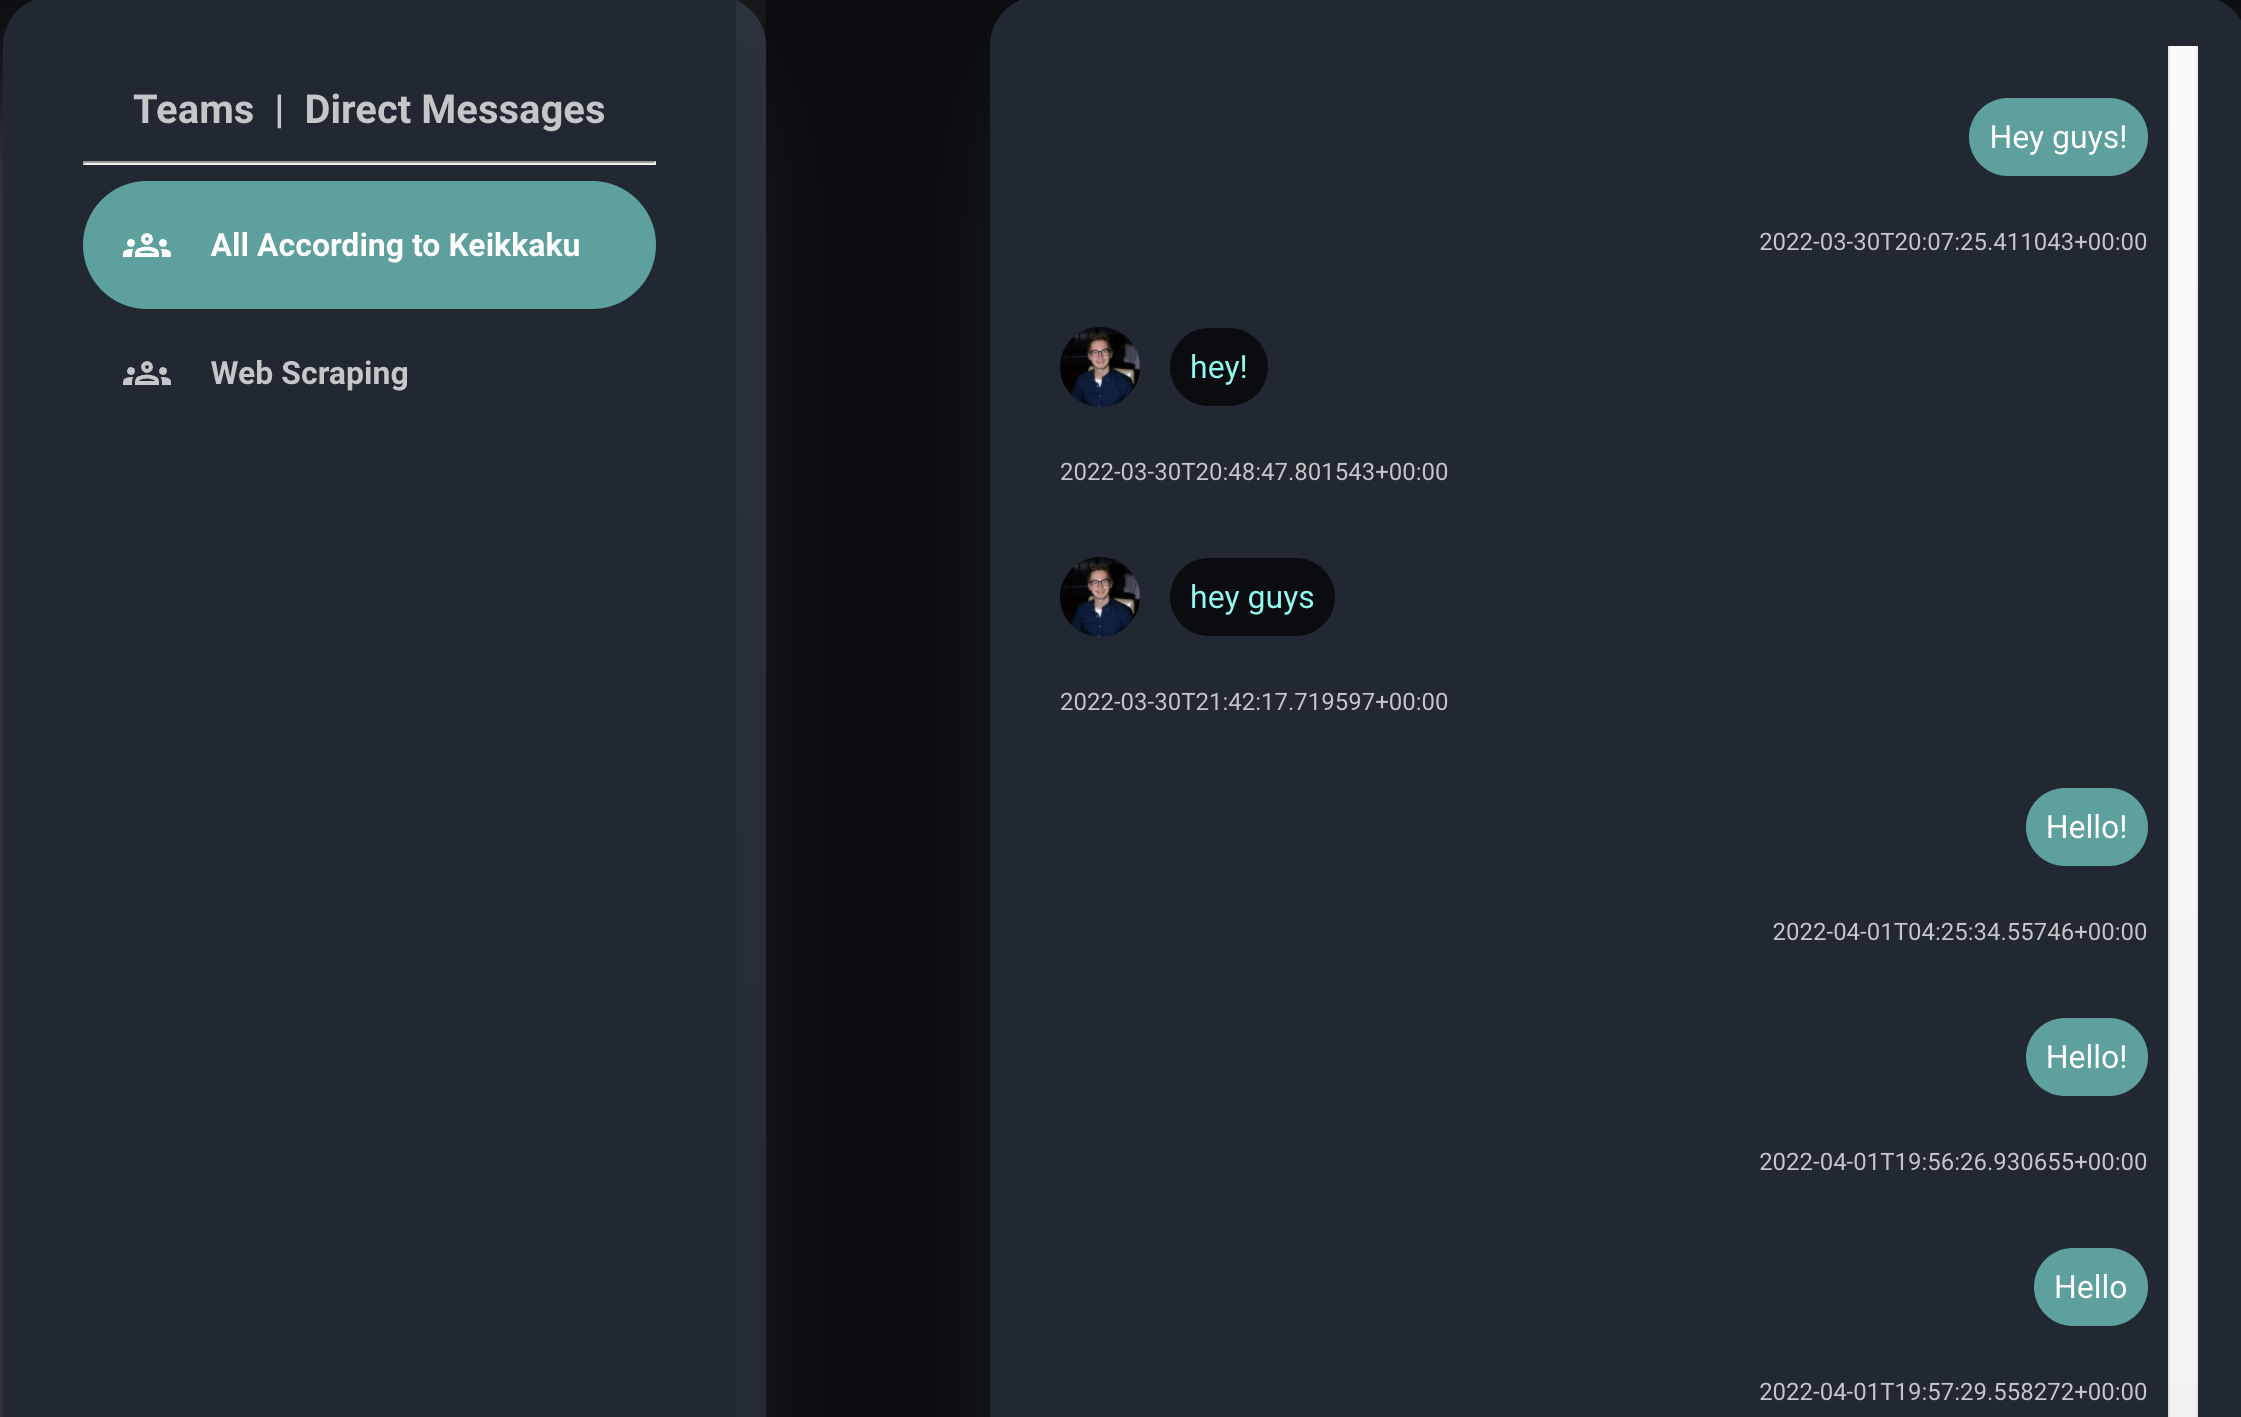 Teams | Direct Messages
All According to Keikkaku
Web Scraping
Hey guys!
2022-03-30T20:07:25.411043+00:00
hey!
2022-03-30T20:48:47.801543+00:00
hey guys
2022-03-30T21:42:17.719597+00:00
Hello!
2022-04-01T04:25:34.55746+00:00
Hello!
2022-04-01T19:56:26.930655+00:00
Hello
2022-04-01T19:57:29.558272+00:00